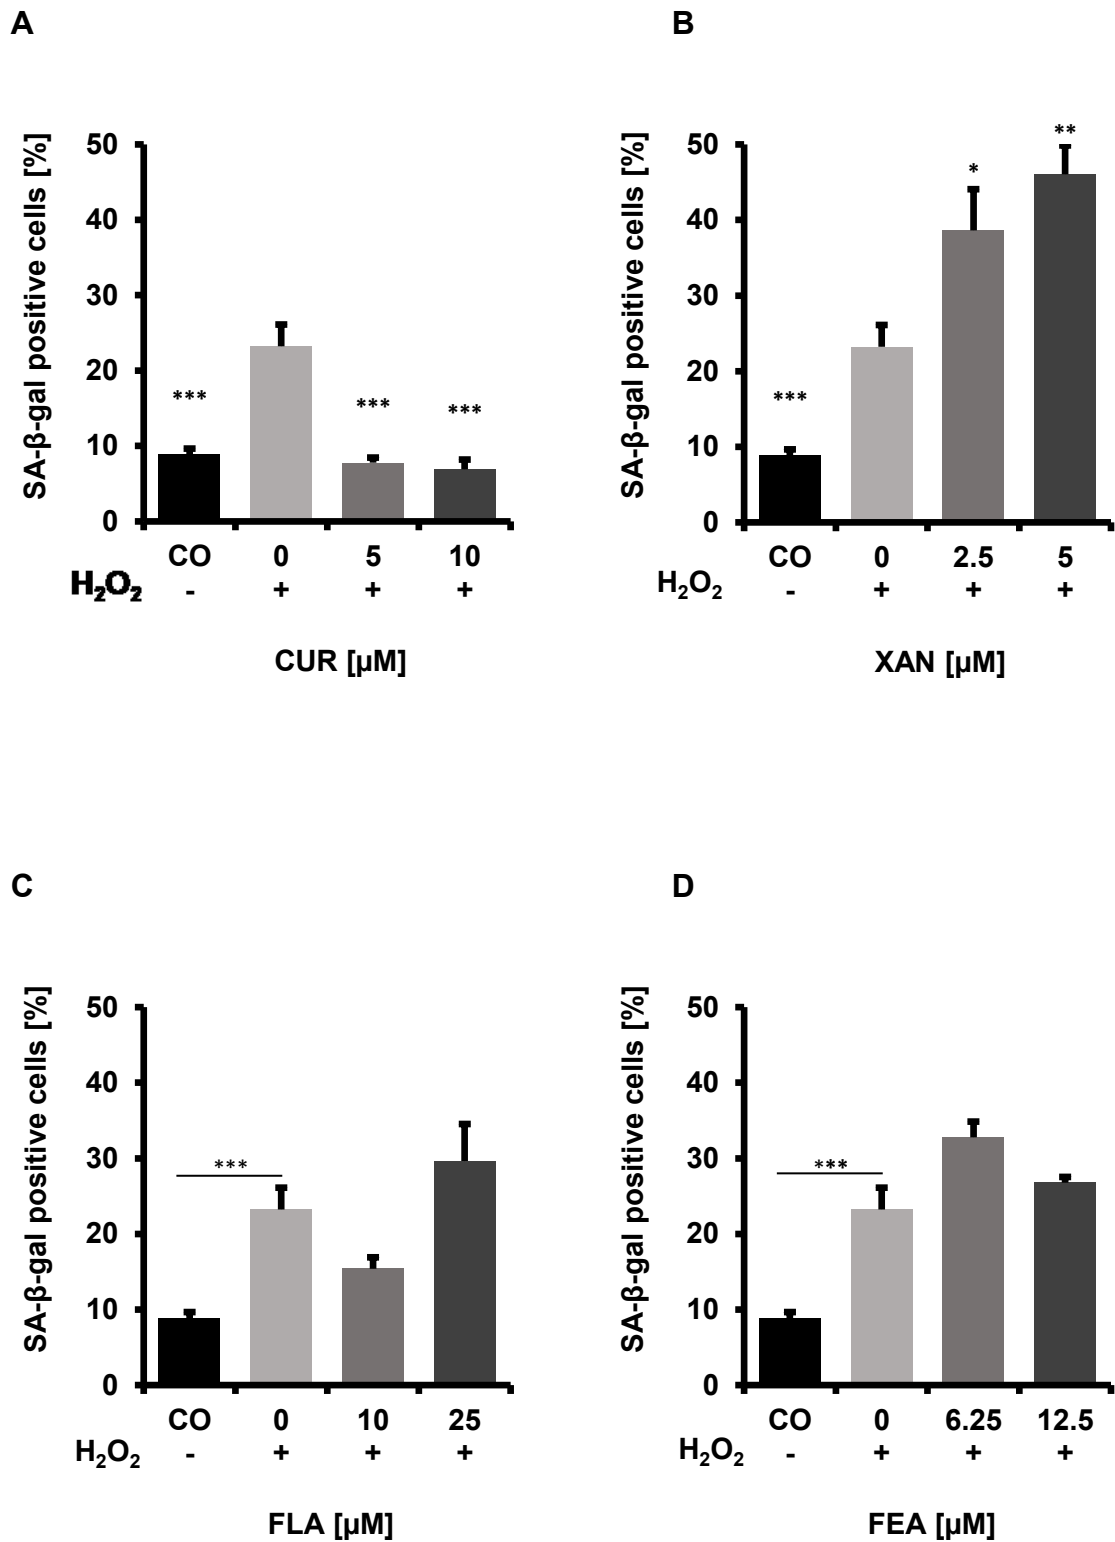 A
SA-β-gal positive cells [%]
50
40
30
20
10
0
***
***
***
CO 0 5 10
H₂O₂ - + + +
CUR [µM]
B
SA-β-gal positive cells [%]
50
40
30
20
10
0
***
*
**
CO 0 2.5 5
H₂O₂ - + + +
XAN [µM]
C
SA-β-gal positive cells [%]
50
40
30
20
10
0
***
CO 0 10 25
H₂O₂ - + + +
FLA [µM]
D
SA-β-gal positive cells [%]
50
40
30
20
10
0
***
CO 0 6.25 12.5
H₂O₂ - + + +
FEA [µM]